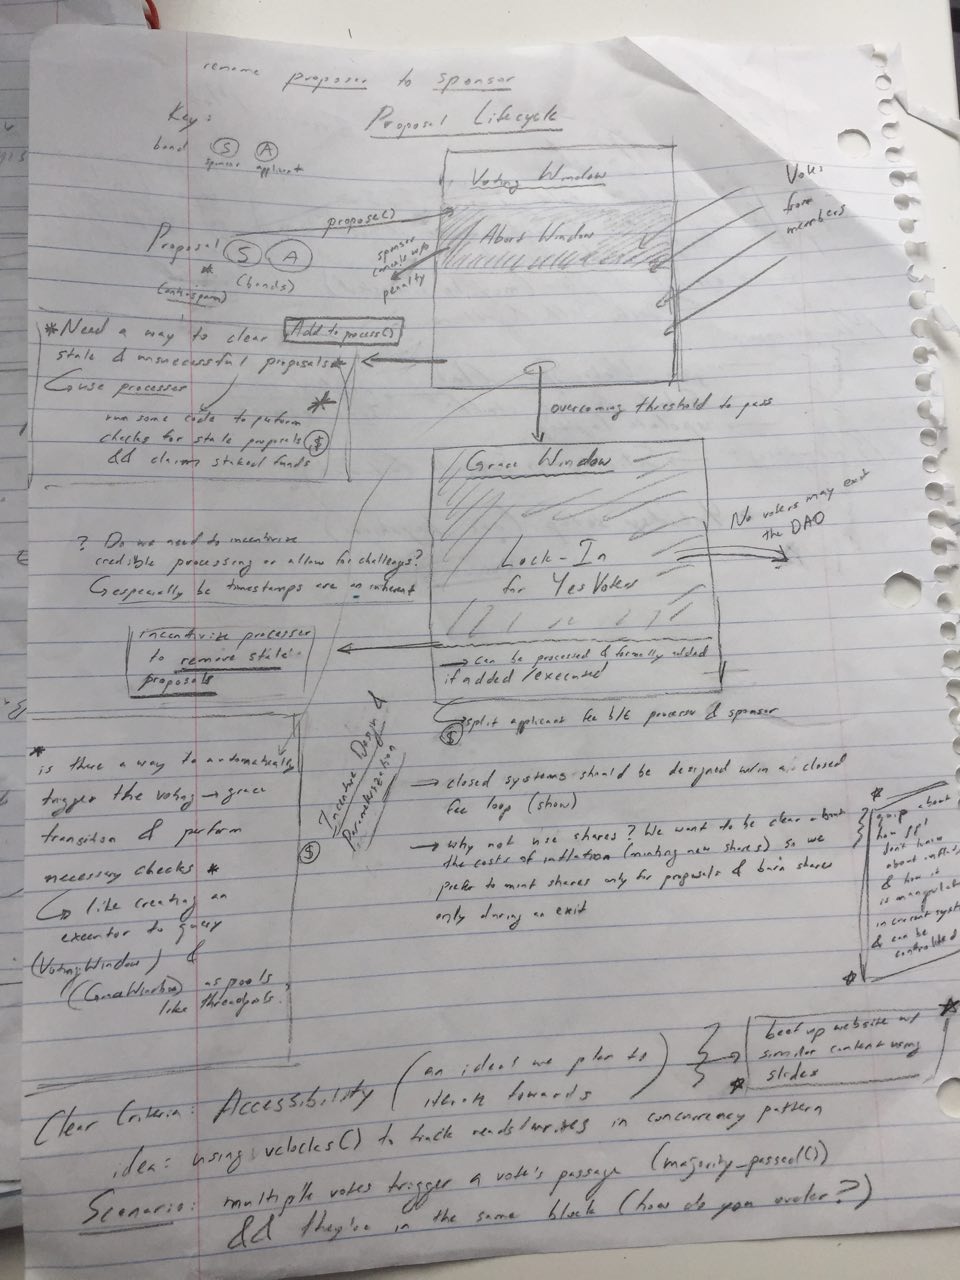 rename proposer to sponsor
Proposal Lifecycle
Key:
bond S A
sponsor applicant
Voting Window
Abort Window
Votes
from
members
propose()
Proposal S A
(bonds)
*
(anti-spam)
sponsor
cancels w/o
penalty
*Need a way to clear
Add to process()
stale & unsuccessful proposals*
use processer
run some code to perform
checks for stale proposals
&& claims staked funds
*
$
overcoming threshold to pass
Grace Window
Lock-In
for Yes Voters
No voters may exit
the DAO
→ can be processed & formally added
if added/executed
split applicant fee b/t processor & sponsor
$
? Do we need to incentivize
credible processing or allow for challenges?
especially bc timestamps are an inherent
incentivize processer
to remove stale
proposals
Incentive Design &
Parameterization
$
*
is there a way to automatically
trigger the voting → grace
transition & perform
necessary checks *
like creating an
executor to query
(VotingWindow) &
(GraceWindow) as pools
like threadpools.
→ closed systems should be designed w/in a closed
fee loop (show)
→ why not use shares? We want to be clear about
the costs of inflation (minting new shares) so we
prefer to mint shares only for proposals & burn shares
only during an exit
*
quip about
how ppl
don't know
about
& how it
is
in current
& can be
controlled
*
Clear Criteria: Accessibility (an ideal we plan to
iterate towards)
beef up website w/
similar content using
slides
*
*
idea: using to track reads/writes in concurrency pattern
Scenario: multiple votes trigger a vote's passage (majority_passed())
&& they're in the same block (how do you order?)